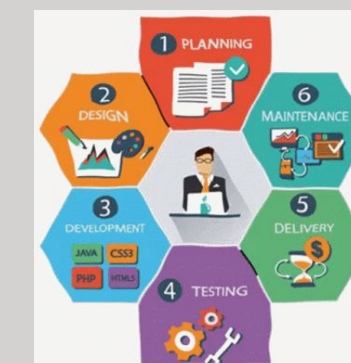 1 PLANNING
2
DESIGN
3
DEVELOPMENT
JAVA CSS3
PHP HTML5
4 TESTING
5
DELIVERY
$
6
MAINTENANCE